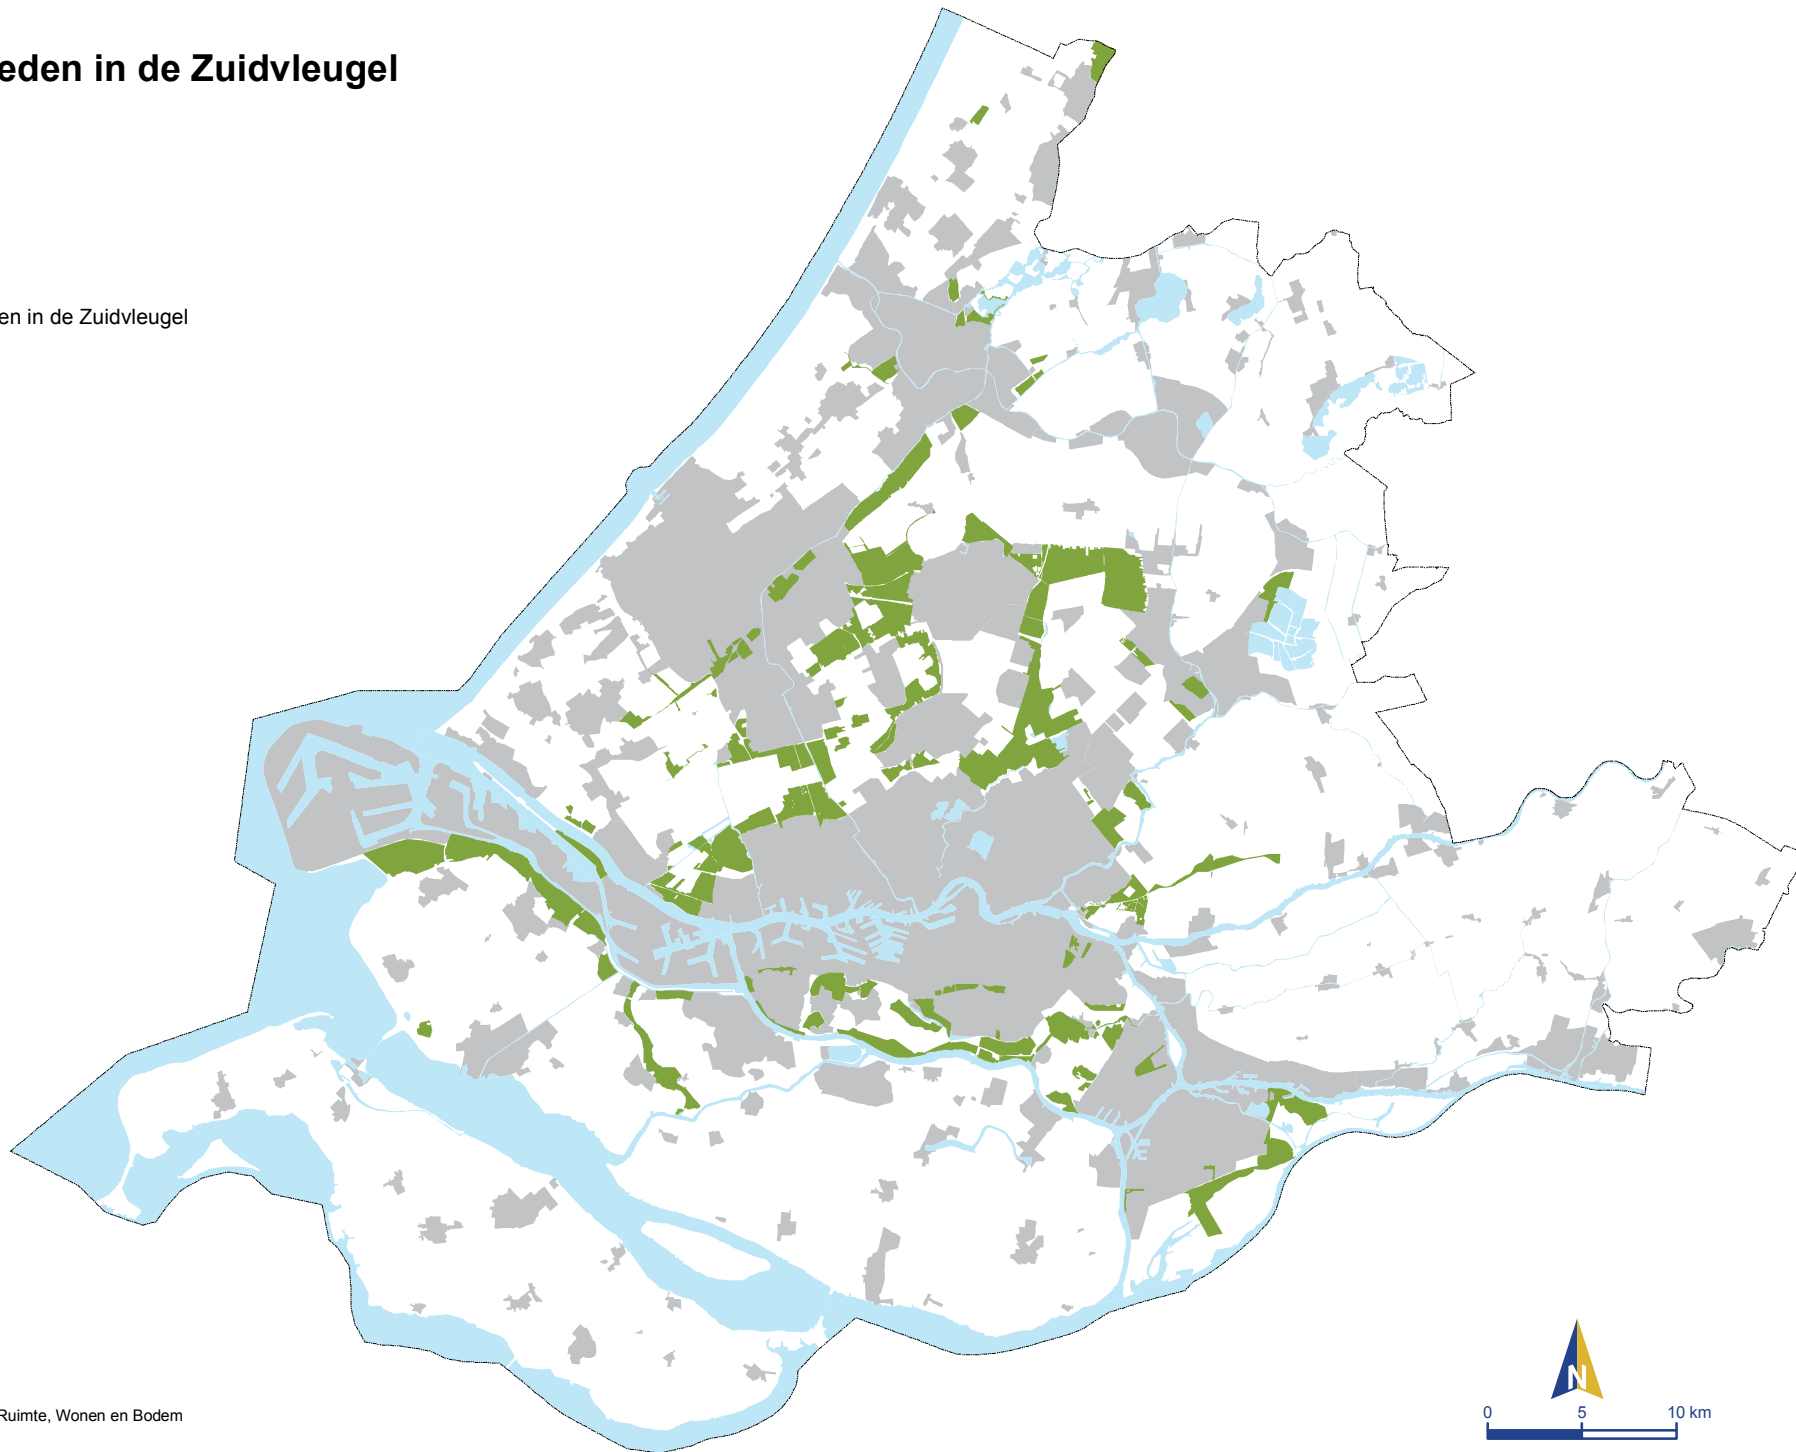 eden in de Zuidvleugel
en in de Zuidvleugel
Ruimte, Wonen en Bodem
N
0 5 10 km